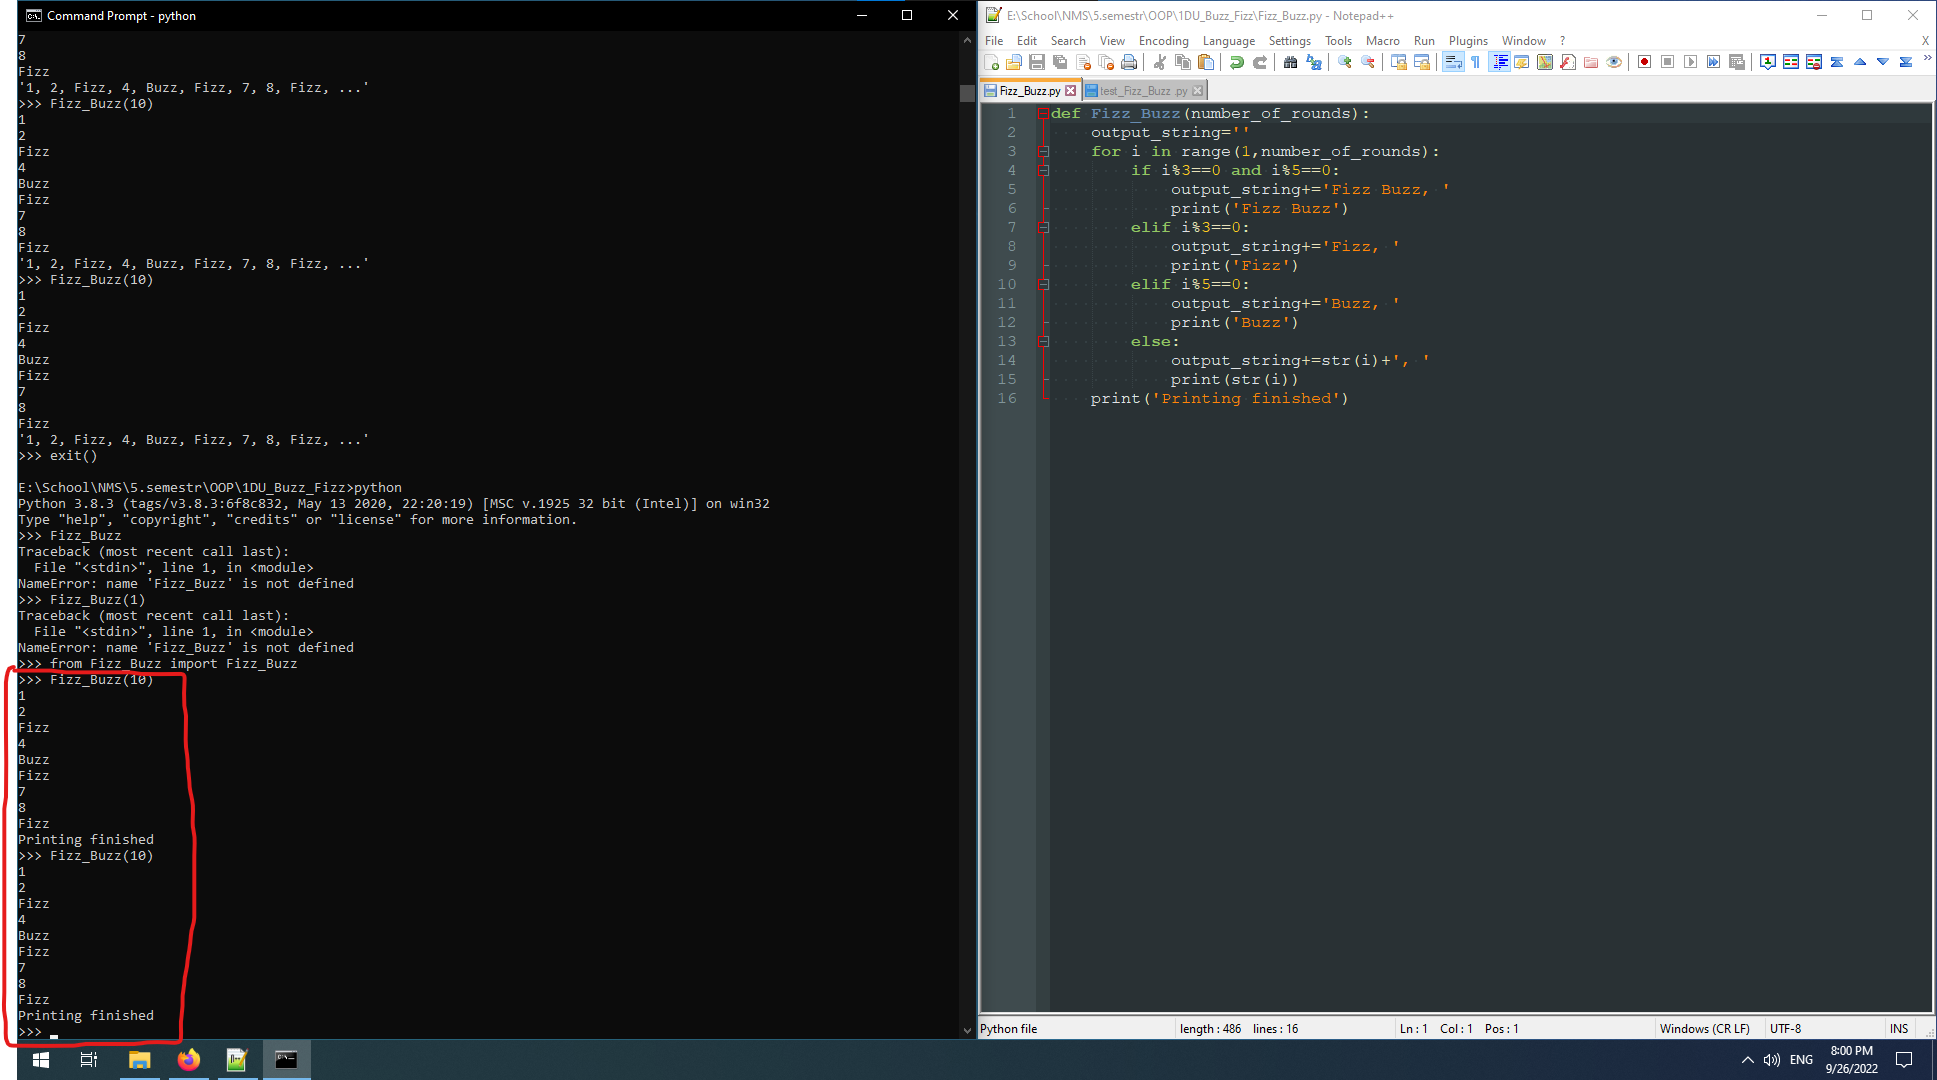 Command Prompt - python
7
8
Fizz
'1, 2, Fizz, 4, Buzz, Fizz, 7, 8, Fizz, ...'
>>> Fizz_Buzz(10)
1
2
Fizz
4
Buzz
Fizz
7
8
Fizz
'1, 2, Fizz, 4, Buzz, Fizz, 7, 8, Fizz, ...'
>>> Fizz_Buzz(10)
1
2
Fizz
4
Buzz
Fizz
7
8
Fizz
'1, 2, Fizz, 4, Buzz, Fizz, 7, 8, Fizz, ...'
>>> exit()
E:\School\NMS\5.semestr\OOP\1DU_Buzz_Fizz>python
Python 3.8.3 (tags/v3.8.3:6f8c832, May 13 2020, 22:20:19) [MSC v.1925 32 bit (Intel)] on win32
Type "help", "copyright", "credits" or "license" for more information.
>>> Fizz_Buzz
Traceback (most recent call last):
  File "<stdin>", line 1, in <module>
NameError: name 'Fizz_Buzz' is not defined
>>> Fizz_Buzz(1)
Traceback (most recent call last):
  File "<stdin>", line 1, in <module>
NameError: name 'Fizz_Buzz' is not defined
>>> from Fizz_Buzz import Fizz_Buzz
>>> Fizz_Buzz(10)
1
2
Fizz
4
Buzz
Fizz
7
8
Fizz
Printing finished
>>> Fizz_Buzz(10)
1
2
Fizz
4
Buzz
Fizz
7
8
Fizz
Printing finished
>>> _
E:\School\NMS\5.semestr\OOP\1DU_Buzz_Fizz\Fizz_Buzz.py - Notepad++
File Edit Search View Encoding Language Settings Tools Macro Run Plugins Window ? X
Fizz_Buzz.py test_Fizz_Buzz .py
1 def Fizz_Buzz(number_of_rounds):
2     output_string=''
3     for i in range(1,number_of_rounds):
4         if i%3==0 and i%5==0:
5             output_string+='Fizz Buzz, '
6             print('Fizz Buzz')
7         elif i%3==0:
8             output_string+='Fizz, '
9             print('Fizz')
10         elif i%5==0:
11             output_string+='Buzz, '
12             print('Buzz')
13         else:
14             output_string+=str(i)+', '
15             print(str(i))
16     print('Printing finished')
Python file length : 486 lines : 16 Ln : 1 Col : 1 Pos : 1 Windows (CR LF) UTF-8 INS
ENG
8:00 PM
9/26/2022